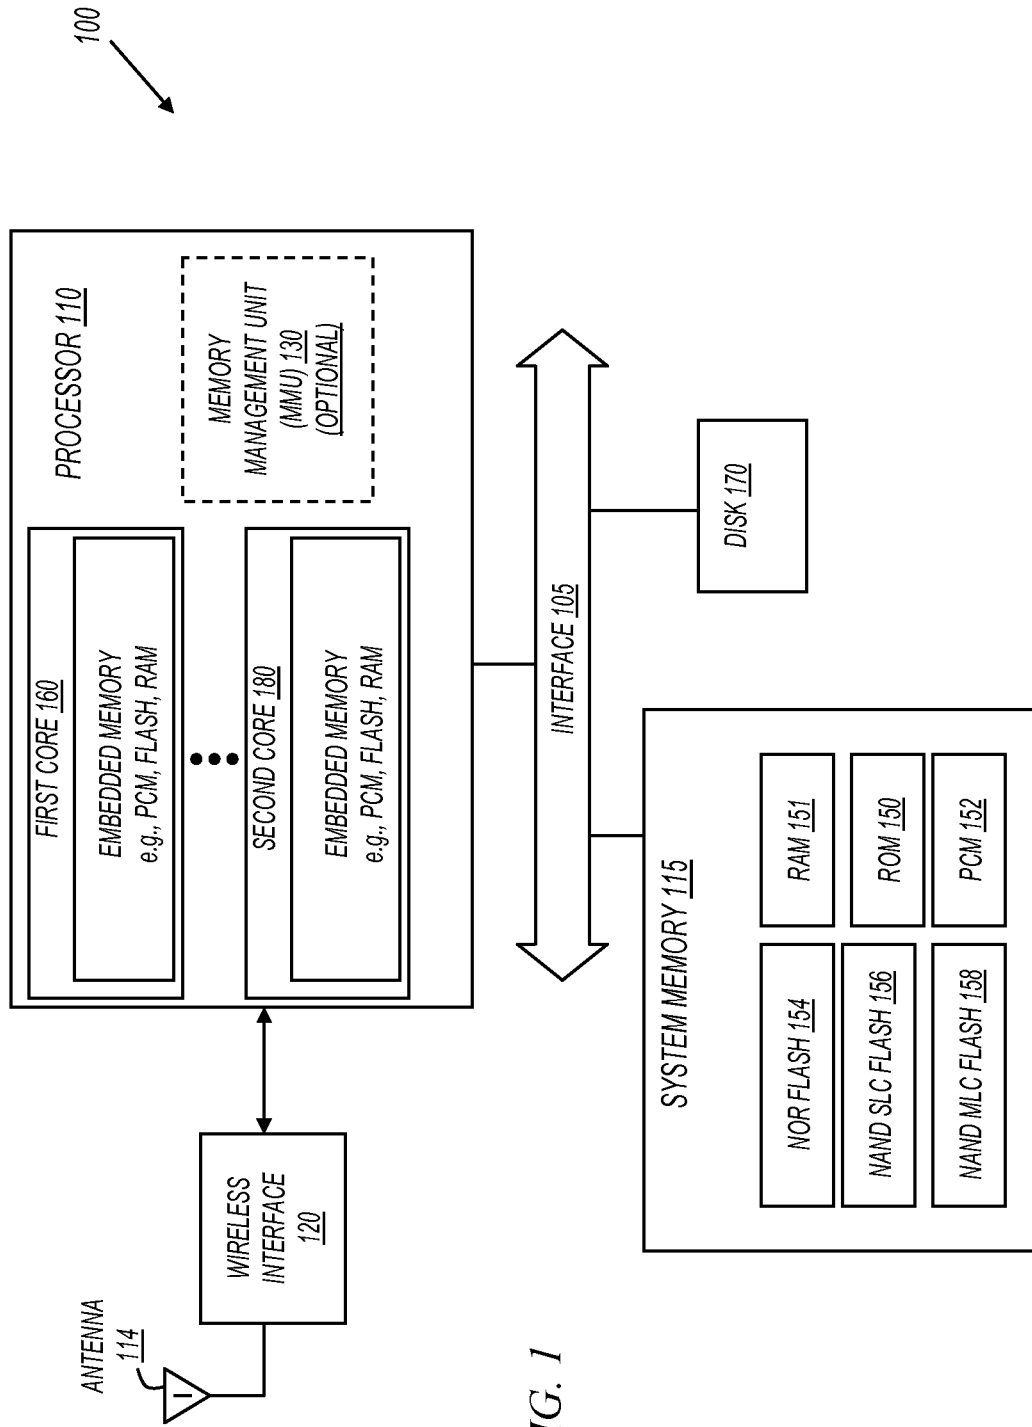 100
PROCESSOR 110
FIRST CORE 160
EMBEDDED MEMORY
e.g., PCM, FLASH, RAM
SECOND CORE 180
EMBEDDED MEMORY
e.g., PCM, FLASH, RAM
MEMORY
MANAGEMENT UNIT
(MMU) 130
(OPTIONAL)
ANTENNA
114
WIRELESS
INTERFACE
120
INTERFACE 105
SYSTEM MEMORY 115
NOR FLASH 154
RAM 151
NAND SLC FLASH 156
ROM 150
NAND MLC FLASH 158
PCM 152
DISK 170
IG. 1